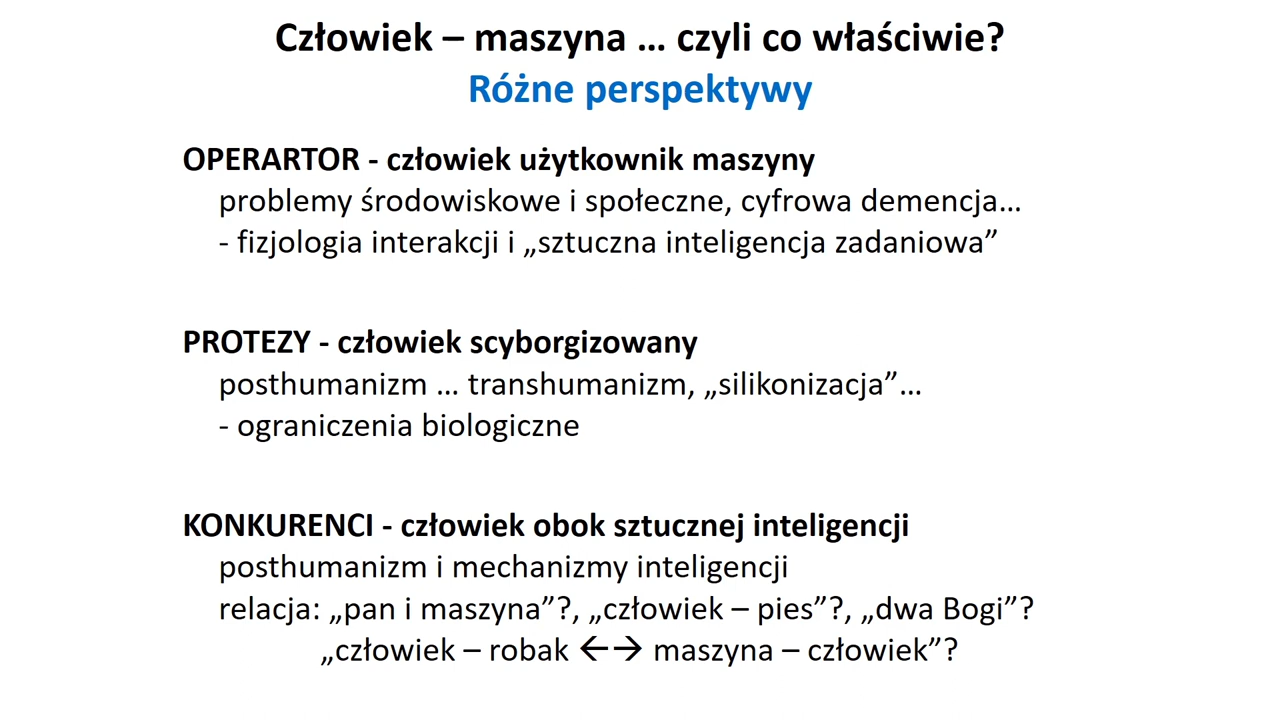 Człowiek – maszyna … czyli co właściwie?
Różne perspektywy
OPERARTOR - człowiek użytkownik maszyny
problemy środowiskowe i społeczne, cyfrowa demencja…
- fizjologia interakcji i „sztuczna inteligencja zadaniowa”
PROTEZY - człowiek scyborgizowany
posthumanizm … transhumanizm, „silikonizacja”…
- ograniczenia biologiczne
KONKURENCI - człowiek obok sztucznej inteligencji
posthumanizm i mechanizmy inteligencji
relacja: „pan i maszyna”?, „człowiek – pies”?, „dwa Bogi”?
„człowiek – robak ←→ maszyna – człowiek”?